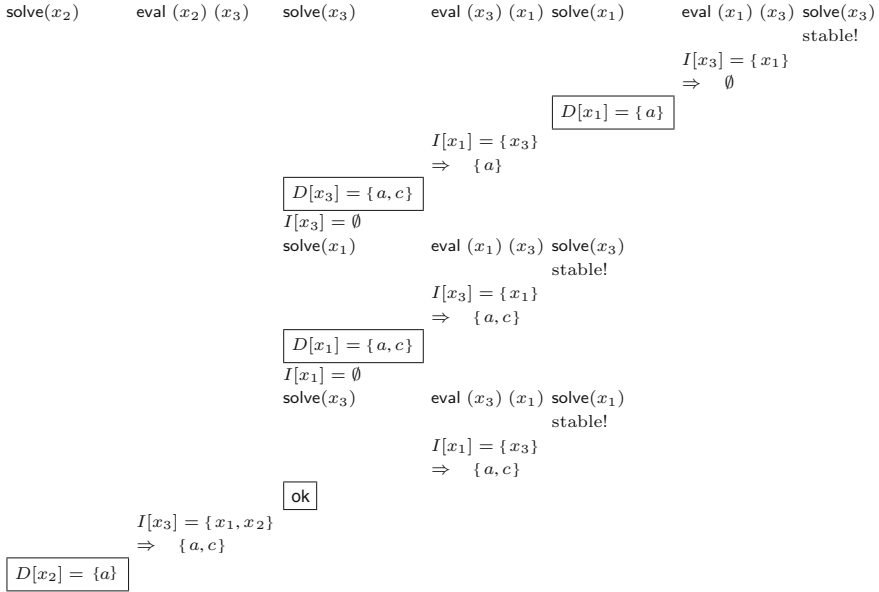 solve(x₂) eval (x₂) (x₃) solve(x₃) eval (x₃) (x₁) solve(x₁) eval (x₁) (x₃) solve(x₃)
stable!
I[x₃] = {x₁}
⇒ ∅
D[x₁] = {a}
I[x₁] = {x₃}
⇒ {a}
D[x₃] = {a, c}
I[x₃] = ∅
solve(x₁) eval (x₁) (x₃) solve(x₃)
stable!
I[x₃] = {x₁}
⇒ {a, c}
D[x₁] = {a, c}
I[x₁] = ∅
solve(x₃) eval (x₃) (x₁) solve(x₁)
stable!
I[x₁] = {x₃}
⇒ {a, c}
ok
I[x₃] = {x₁, x₂}
⇒ {a, c}
D[x₂] = {a}